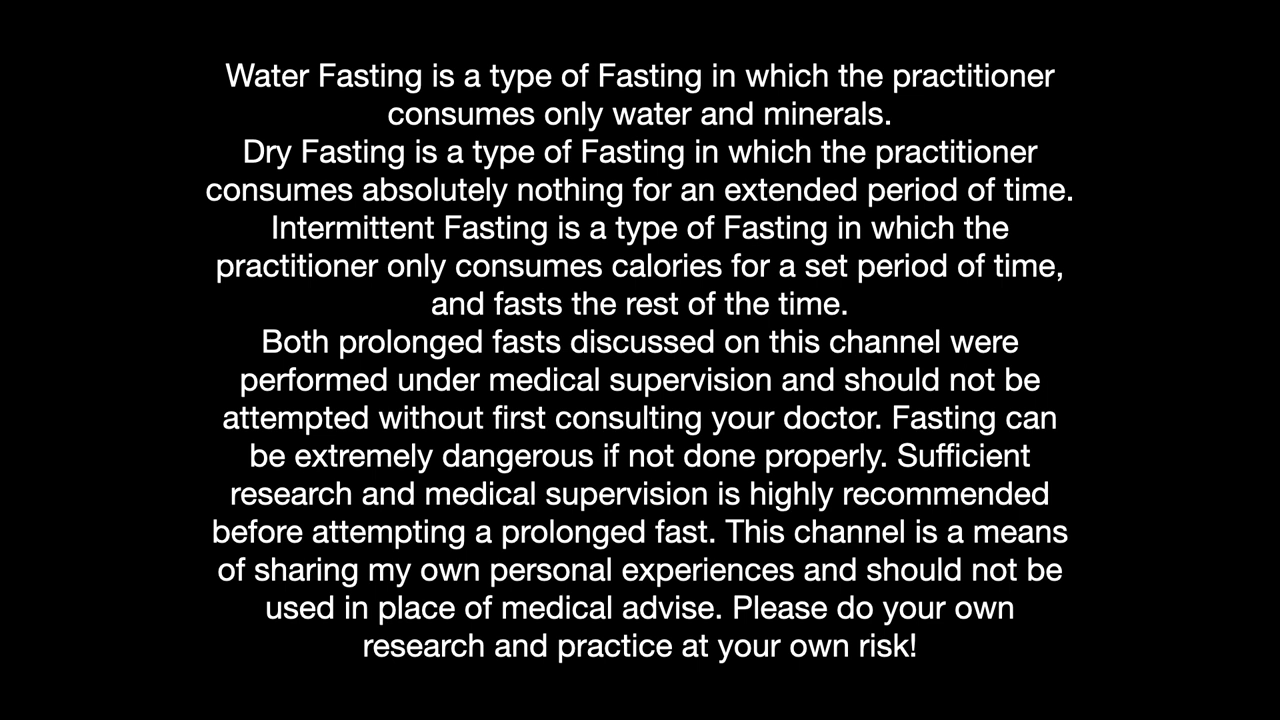 Water Fasting is a type of Fasting in which the practitioner
consumes only water and minerals.
Dry Fasting is a type of Fasting in which the practitioner
consumes absolutely nothing for an extended period of time.
Intermittent Fasting is a type of Fasting in which the
practitioner only consumes calories for a set period of time,
and fasts the rest of the time.
Both prolonged fasts discussed on this channel were
performed under medical supervision and should not be
attempted without first consulting your doctor. Fasting can
be extremely dangerous if not done properly. Sufficient
research and medical supervision is highly recommended
before attempting a prolonged fast. This channel is a means
of sharing my own personal experiences and should not be
used in place of medical advise. Please do your own
research and practice at your own risk!